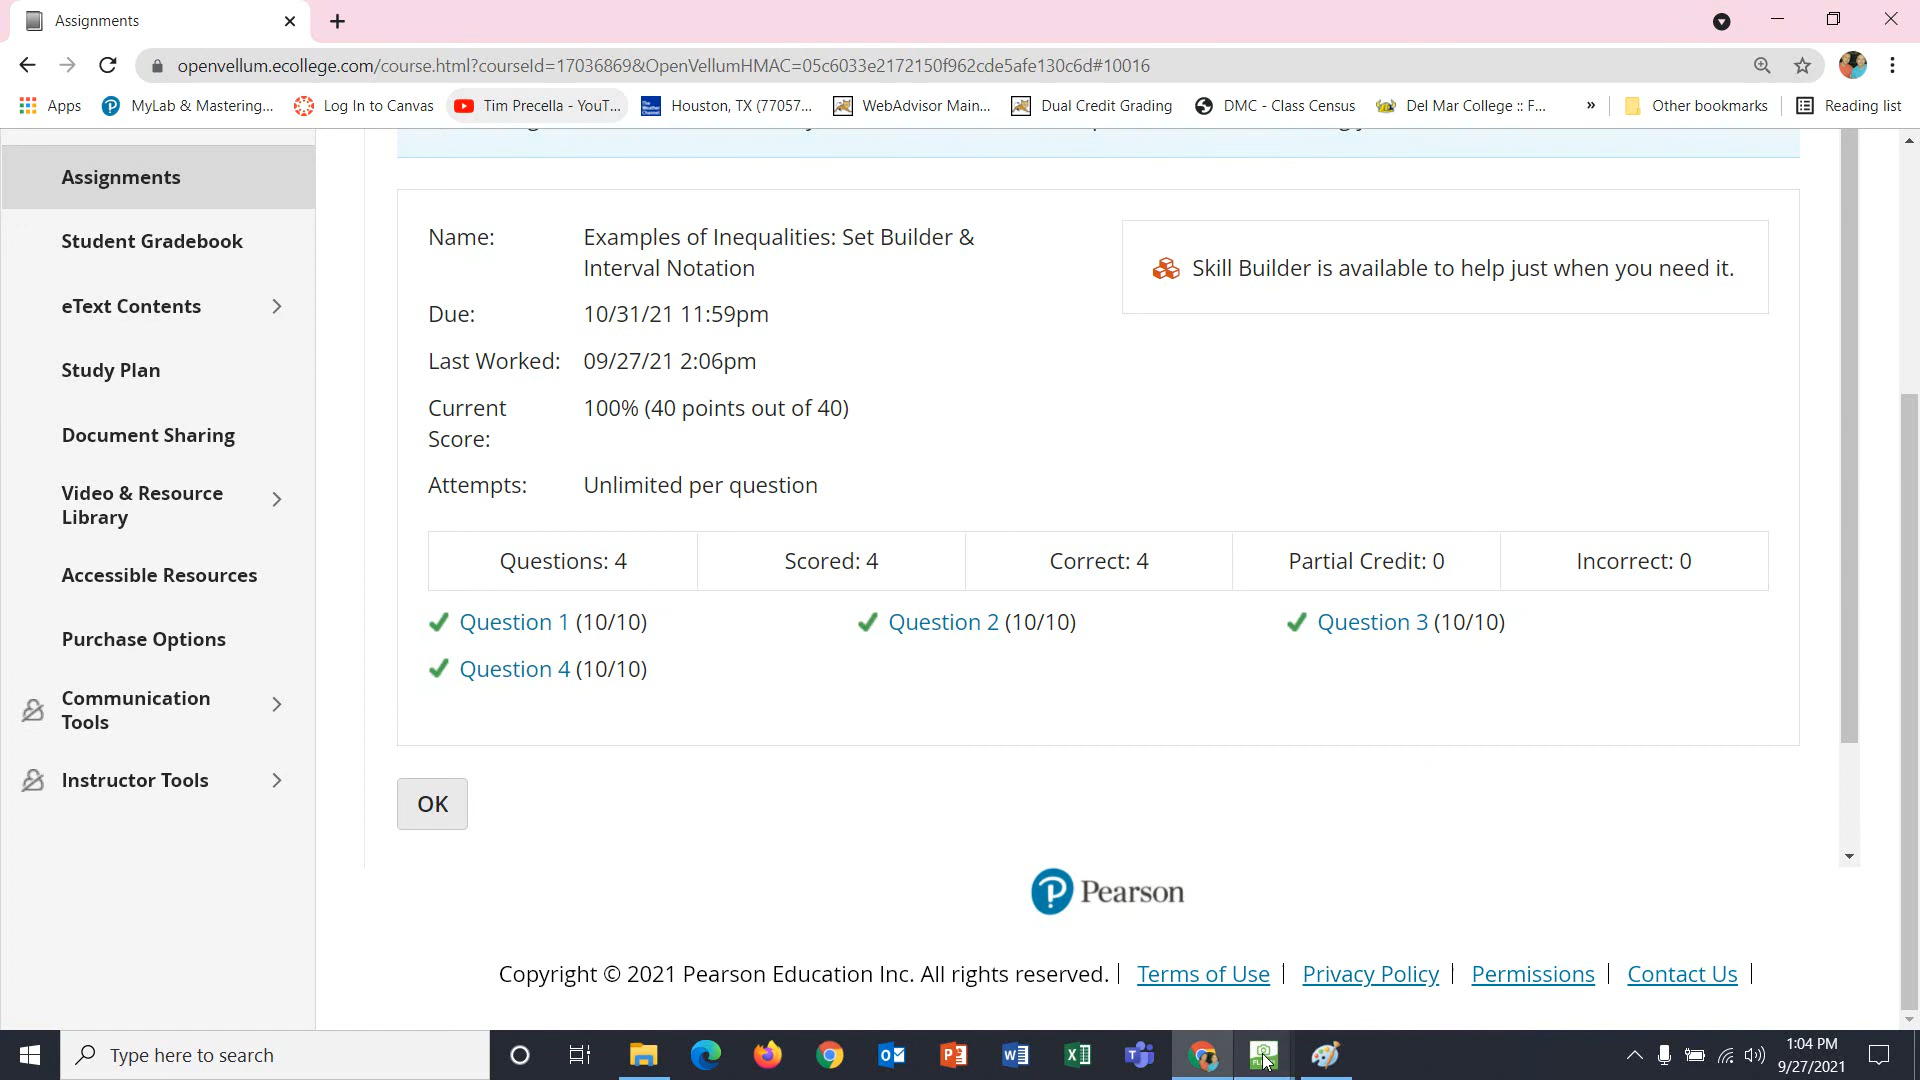 Assignments
openvellum.ecollege.com/course.html?courseId=17036869&OpenVellumHMAC=05c6033e2172150f962cde5afe130c6d#10016
Apps MyLab & Mastering... Log In to Canvas Tim Precella - YouT... Houston, TX (77057... WebAdvisor Main... Dual Credit Grading DMC - Class Census Del Mar College :: F... » Other bookmarks Reading list
Assignments
Student Gradebook
eText Contents
Study Plan
Document Sharing
Video & Resource
Library
Accessible Resources
Purchase Options
Communication
Tools
Instructor Tools
Name: Examples of Inequalities: Set Builder &
Interval Notation
Skill Builder is available to help just when you need it.
Due: 10/31/21 11:59pm
Last Worked: 09/27/21 2:06pm
Current 100% (40 points out of 40)
Score:
Attempts: Unlimited per question
Questions: 4 Scored: 4 Correct: 4 Partial Credit: 0 Incorrect: 0
Question 1 (10/10) Question 2 (10/10) Question 3 (10/10)
Question 4 (10/10)
OK
Pearson
Copyright © 2021 Pearson Education Inc. All rights reserved. | Terms of Use | Privacy Policy | Permissions | Contact Us |
Type here to search
1:04 PM
9/27/2021